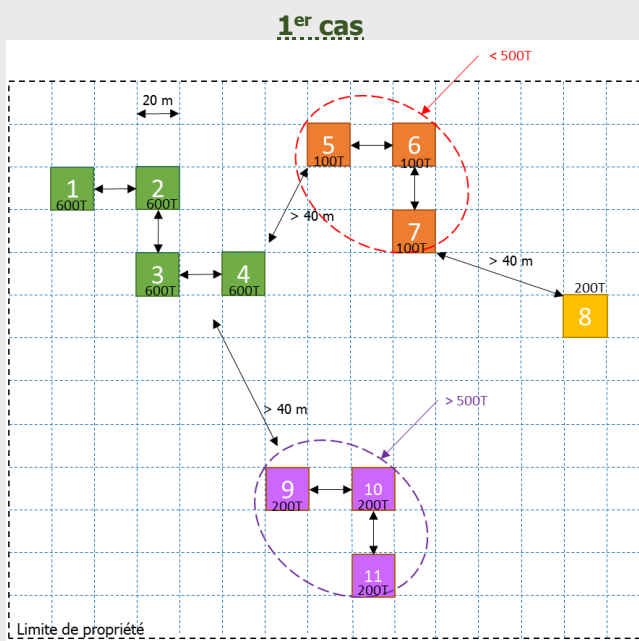 1er cas
< 500T
20 m
5
100T
6
100T
1
600T
2
600T
> 40 m
7
100T
3
600T
4
600T
> 40 m
200T
8
> 40 m
> 500T
9
200T
10
200T
11
200T
Limite de propriété